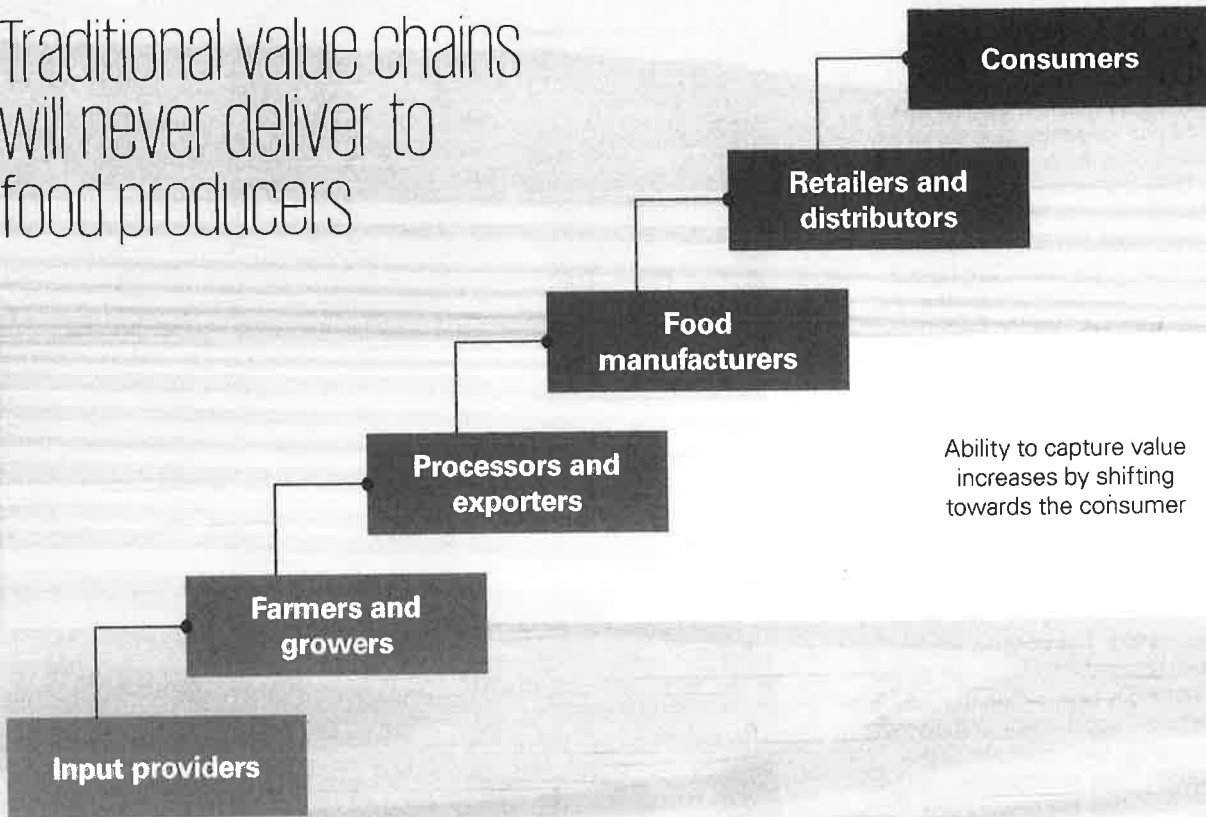 Traditional value chains
will never deliver to
food producers
Consumers
Retailers and
distributors
Food
manufacturers
Ability to capture value
increases by shifting
towards the consumer
Processors and
exporters
Farmers and
growers
Input providers